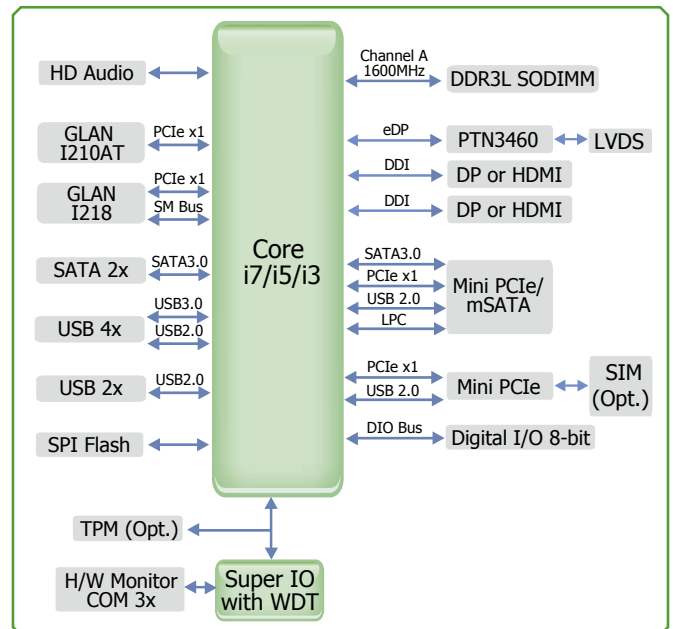 HD Audio
GLAN
I210AT
PCIe x1
GLAN
I218
PCIe x1
SM Bus
SATA 2x
SATA3.0
USB 4x
USB3.0
USB2.0
USB 2x
USB2.0
SPI Flash
TPM (Opt.)
H/W Monitor
COM 3x
Core
i7/i5/i3
Super IO
with WDT
Channel A
1600MHz
DDR3L SODIMM
eDP
PTN3460
LVDS
DDI
DP or HDMI
DDI
DP or HDMI
SATA3.0
PCIe x1
USB 2.0
LPC
Mini PCIe/
mSATA
PCIe x1
USB 2.0
Mini PCIe
SIM
(Opt.)
DIO Bus
Digital I/O 8-bit